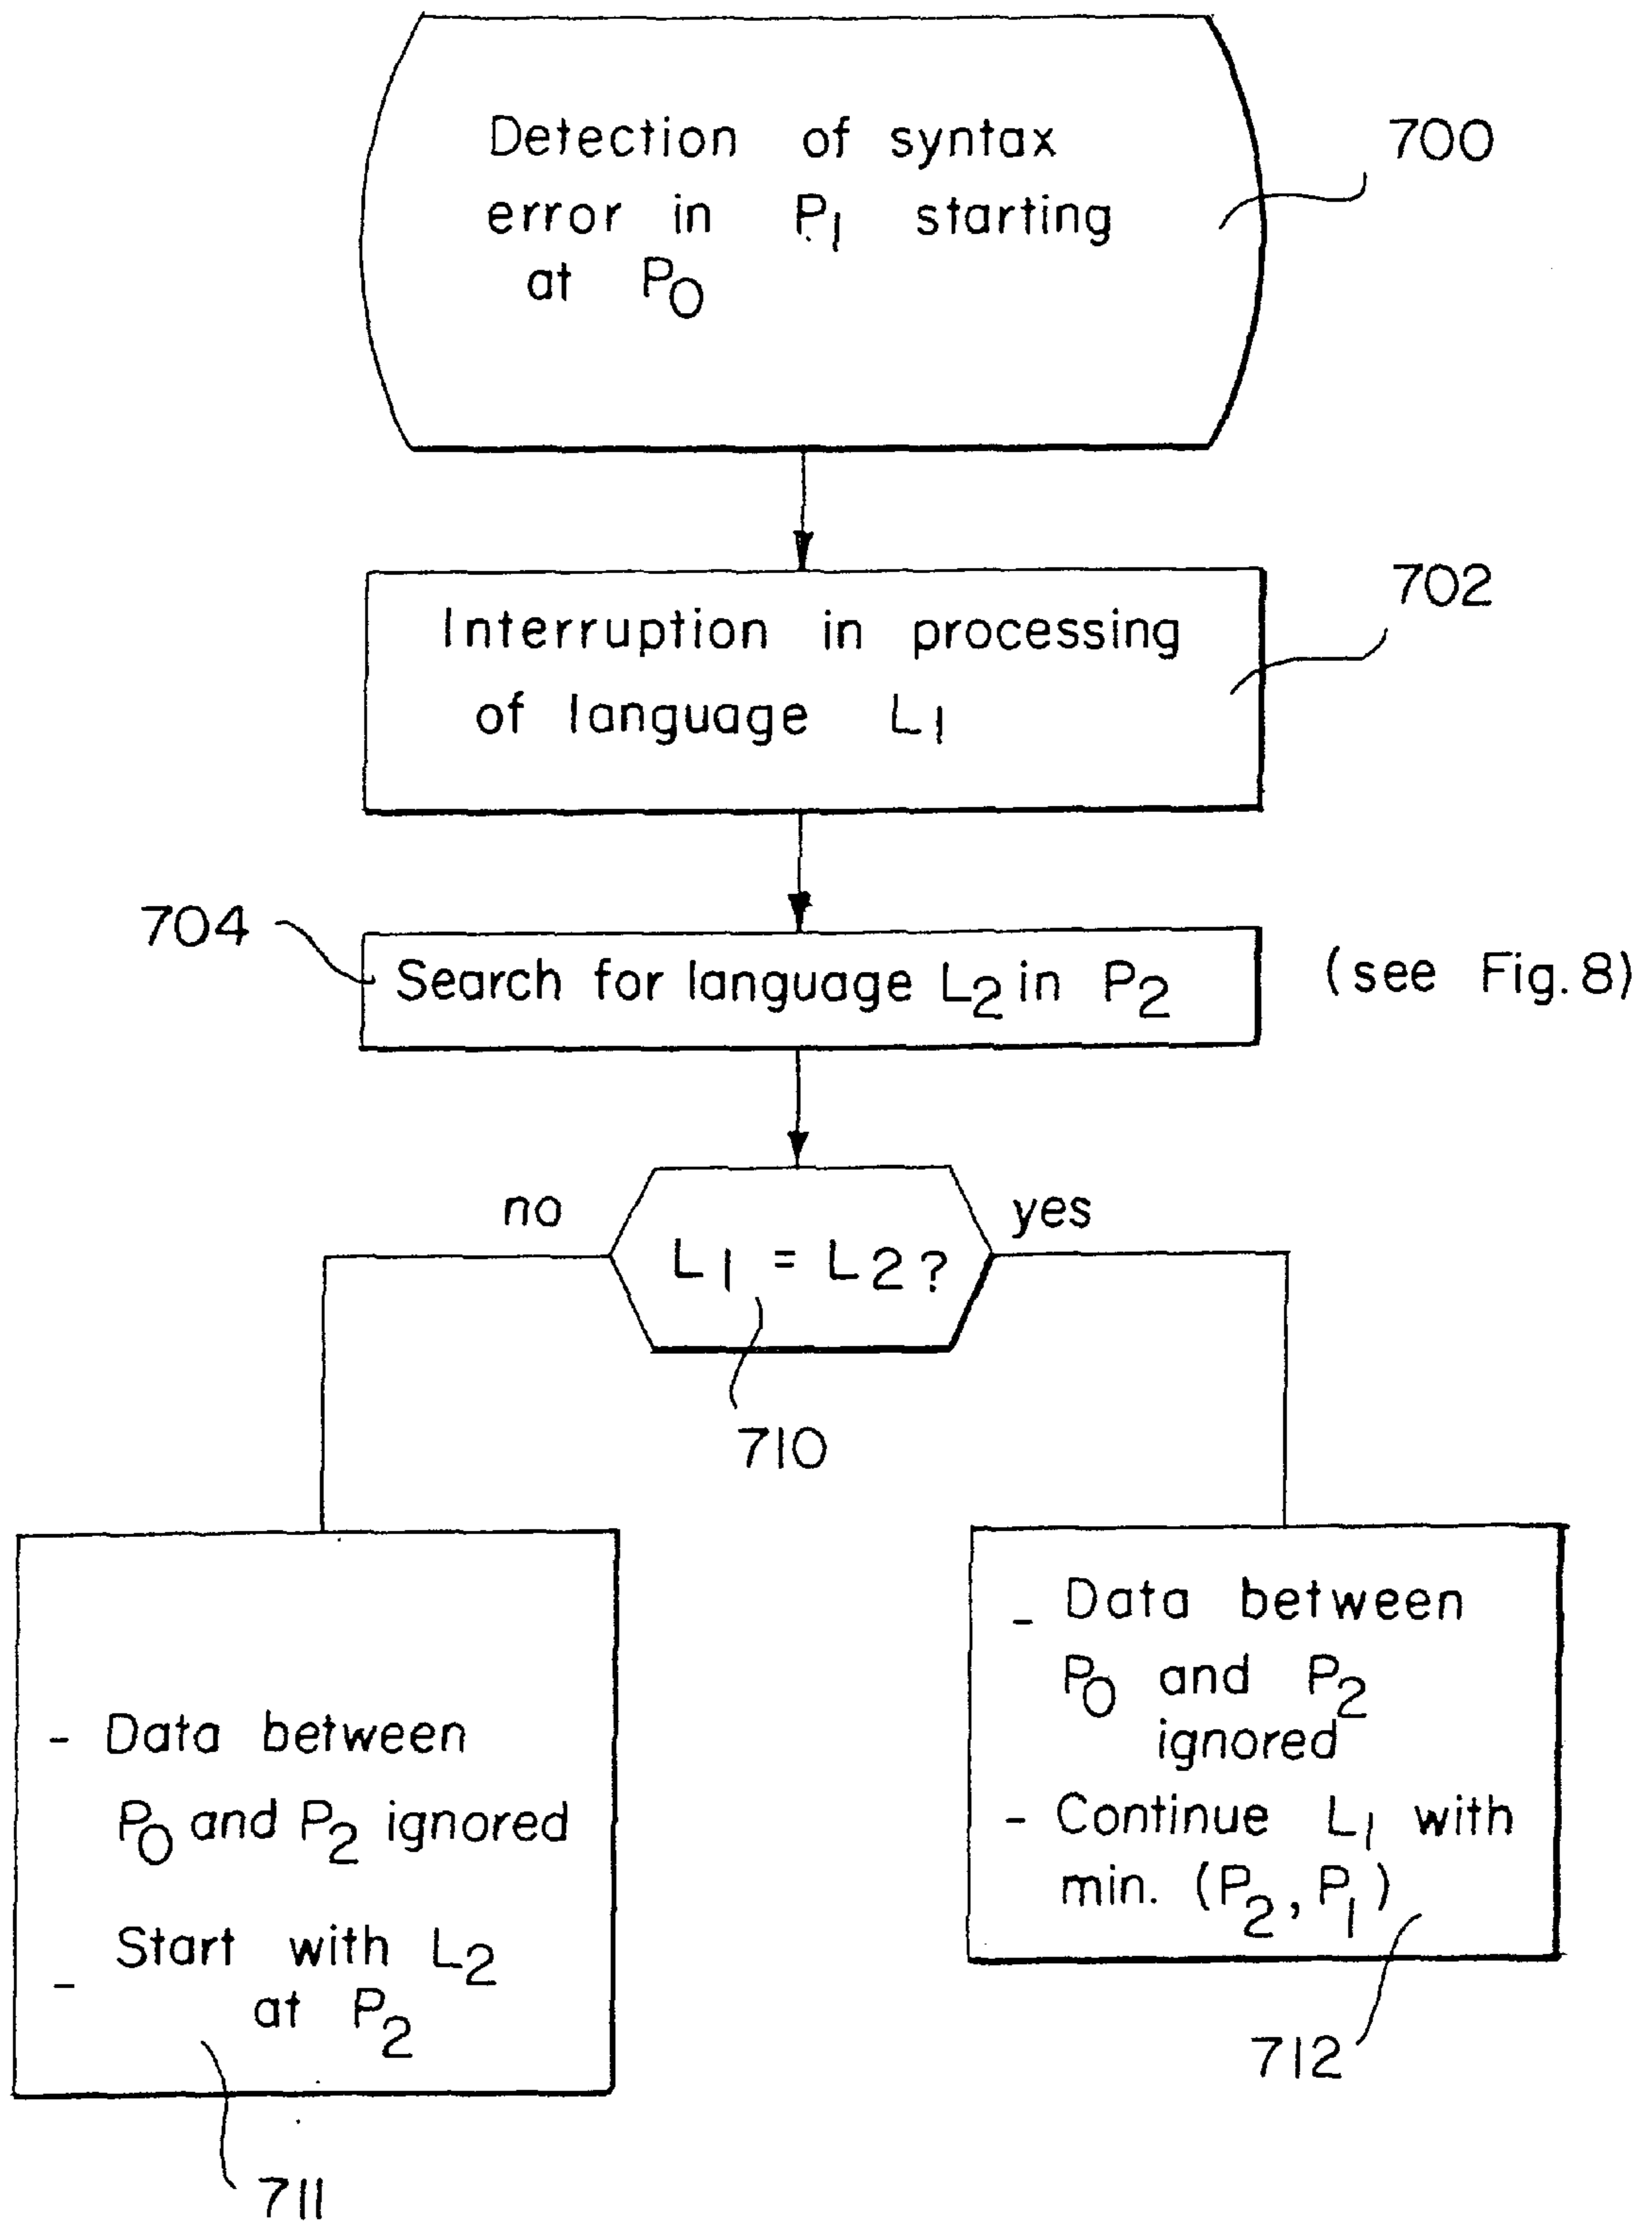 Detection of syntax
error in P1 starting
at P0
700
Interruption in processing
of language L1
702
704
Search for language L2 in P2
(see Fig. 8)
no
yes
L1 = L2?
710
- Data between
P0 and P2 ignored
- Start with L2
at P2
711
- Data between
P0 and P2
ignored
- Continue L1 with
min. (P2, P1)
712